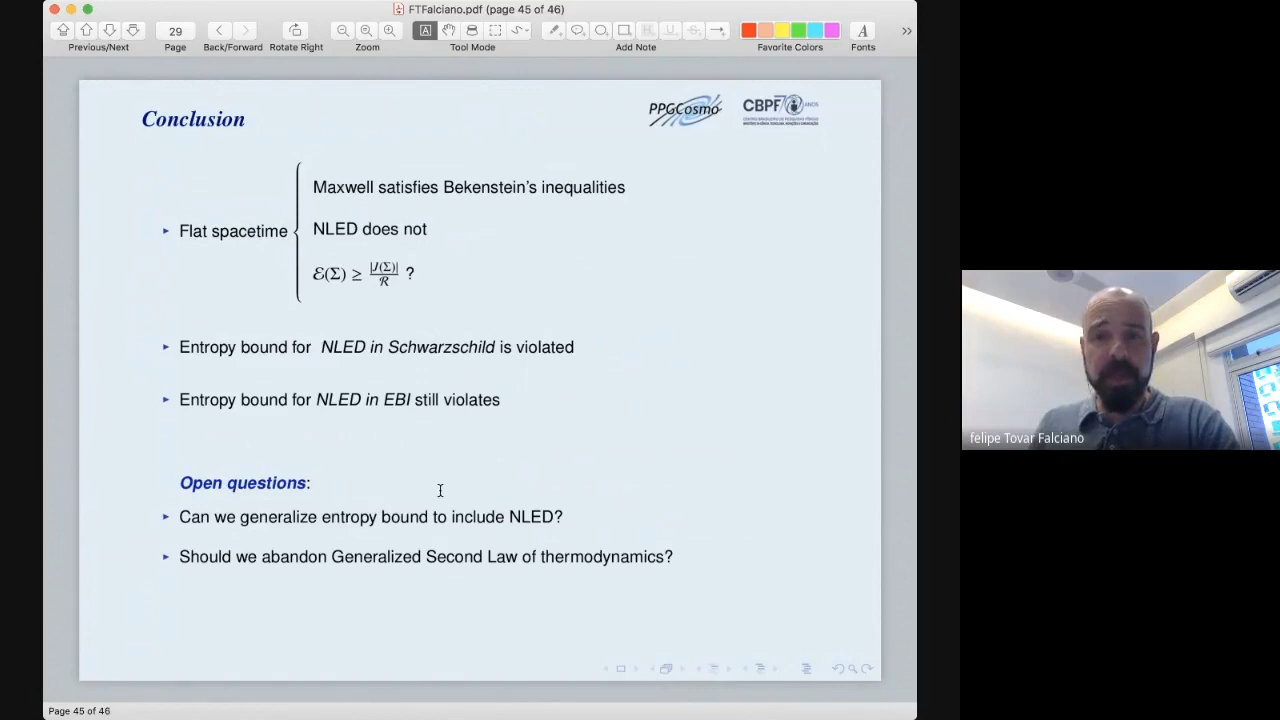 FTFalciano.pdf (page 45 of 46)
29
Previous/Next Page Back/Forward Rotate Right Zoom Tool Mode Add Note Favorite Colors Fonts
Conclusion
PPGCosmo
CBPF 70 ANOS
Maxwell satisfies Bekenstein's inequalities
Flat spacetime
NLED does not
ℰ(Σ) ≥ |J(Σ)|/ℛ ?
Entropy bound for NLED in Schwarzschild is violated
Entropy bound for NLED in EBI still violates
Open questions:
Can we generalize entropy bound to include NLED?
Should we abandon Generalized Second Law of thermodynamics?
Page 45 of 46
felipe Tovar Falciano